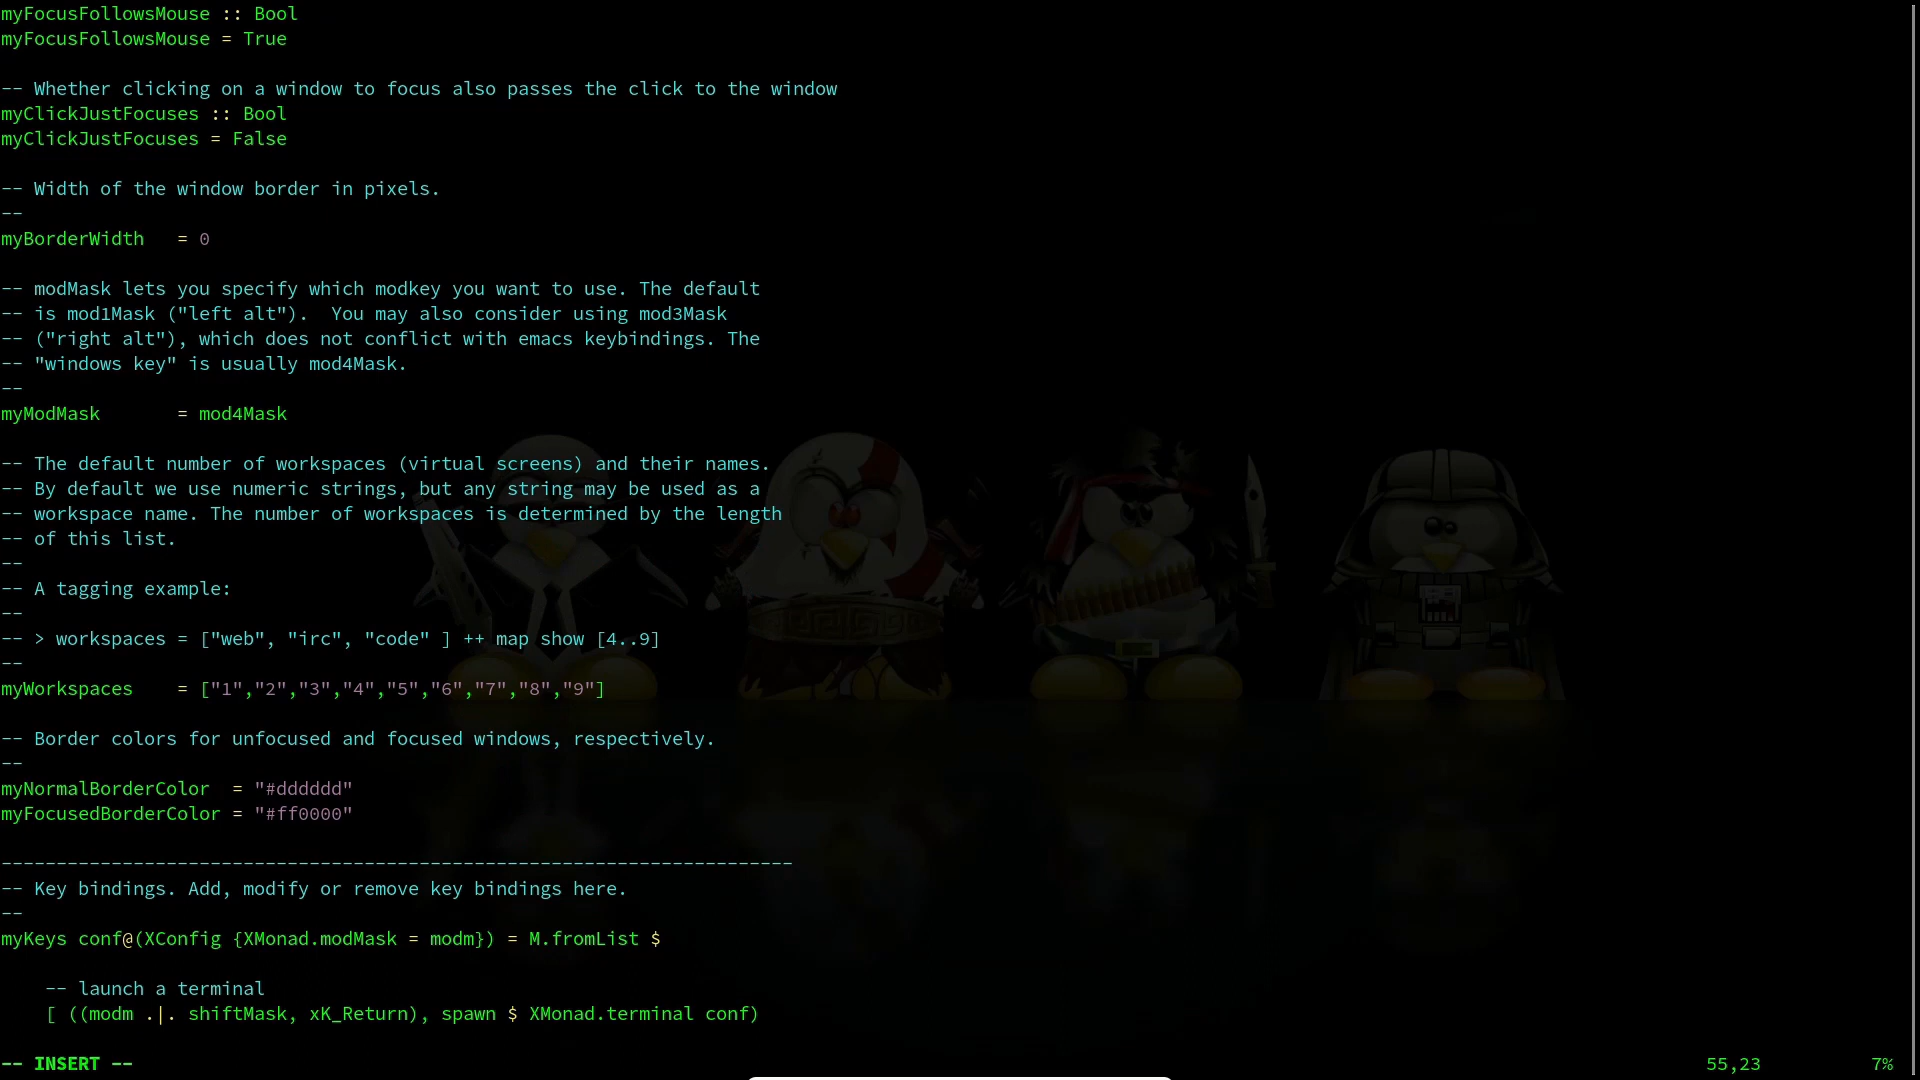 myFocusFollowsMouse :: Bool
myFocusFollowsMouse = True
-- Whether clicking on a window to focus also passes the click to the window
myClickJustFocuses :: Bool
myClickJustFocuses = False
-- Width of the window border in pixels.
--
myBorderWidth   = 0
-- modMask lets you specify which modkey you want to use. The default
-- is mod1Mask ("left alt").  You may also consider using mod3Mask
-- ("right alt"), which does not conflict with emacs keybindings. The
-- "windows key" is usually mod4Mask.
--
myModMask       = mod4Mask
-- The default number of workspaces (virtual screens) and their names.
-- By default we use numeric strings, but any string may be used as a
-- workspace name. The number of workspaces is determined by the length
-- of this list.
--
-- A tagging example:
--
-- > workspaces = ["web", "irc", "code" ] ++ map show [4..9]
--
myWorkspaces    = ["1","2","3","4","5","6","7","8","9"]
-- Border colors for unfocused and focused windows, respectively.
--
myNormalBorderColor  = "#dddddd"
myFocusedBorderColor = "#ff0000"
------------------------------------------------------------------------
-- Key bindings. Add, modify or remove key bindings here.
--
myKeys conf@(XConfig {XMonad.modMask = modm}) = M.fromList $
    -- launch a terminal
    [ ((modm .|. shiftMask, xK_Return), spawn $ XMonad.terminal conf)
-- INSERT --                                                    55,23          7%